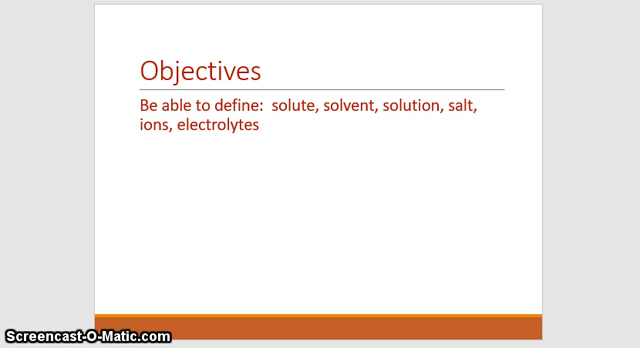 Objectives
Be able to define:  solute, solvent, solution, salt,
ions, electrolytes
Screencast-O-Matic.com